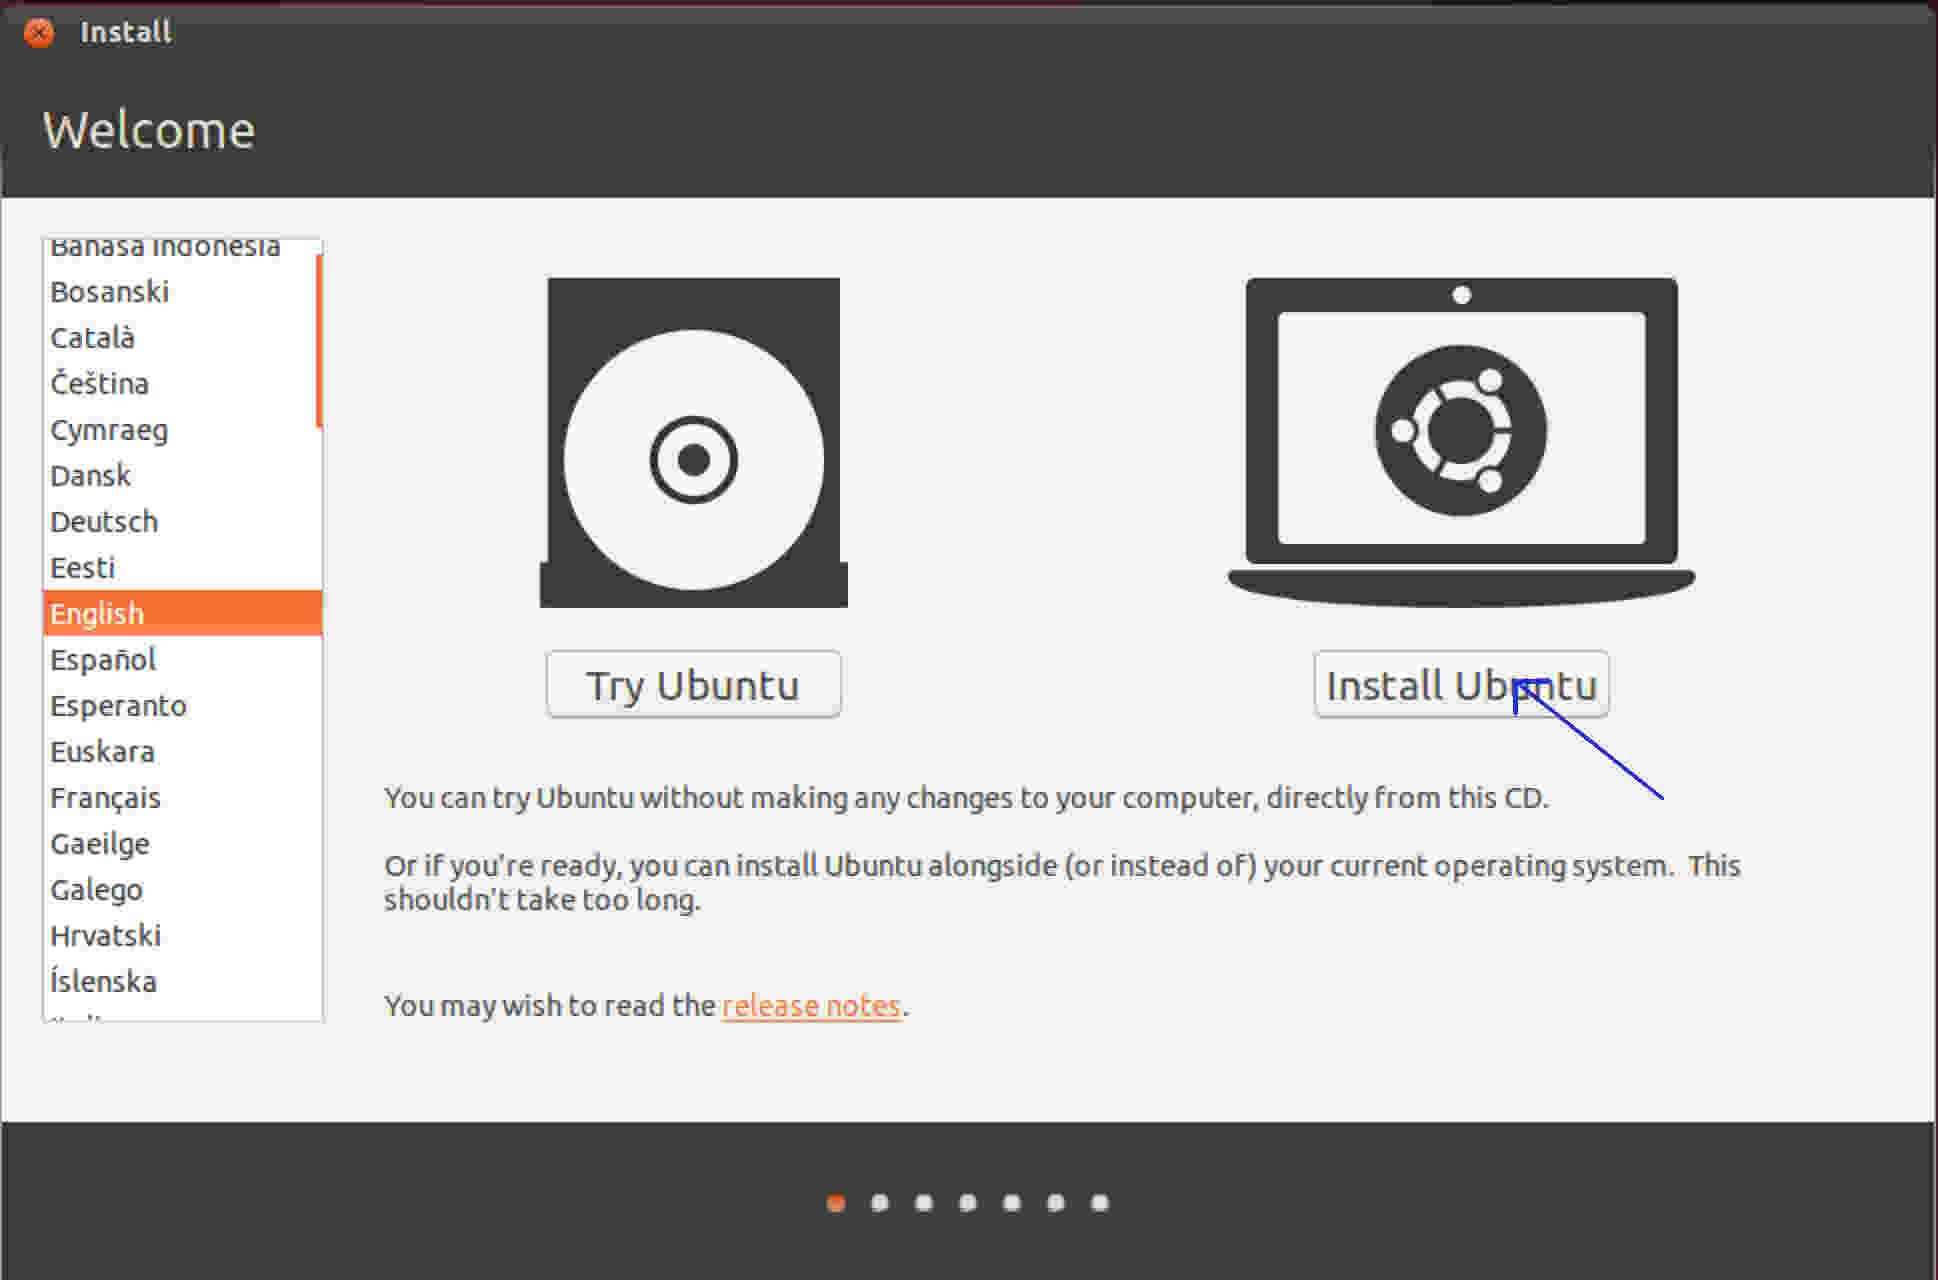 Install
Welcome
Bahasa Indonesia
Bosanski
Català
Čeština
Cymraeg
Dansk
Deutsch
Eesti
English
Español
Esperanto
Euskara
Français
Gaeilge
Galego
Hrvatski
Íslenska
Try Ubuntu
Install Ubuntu
You can try Ubuntu without making any changes to your computer, directly from this CD.
Or if you're ready, you can install Ubuntu alongside (or instead of) your current operating system.  This
shouldn't take too long.
You may wish to read the release notes.